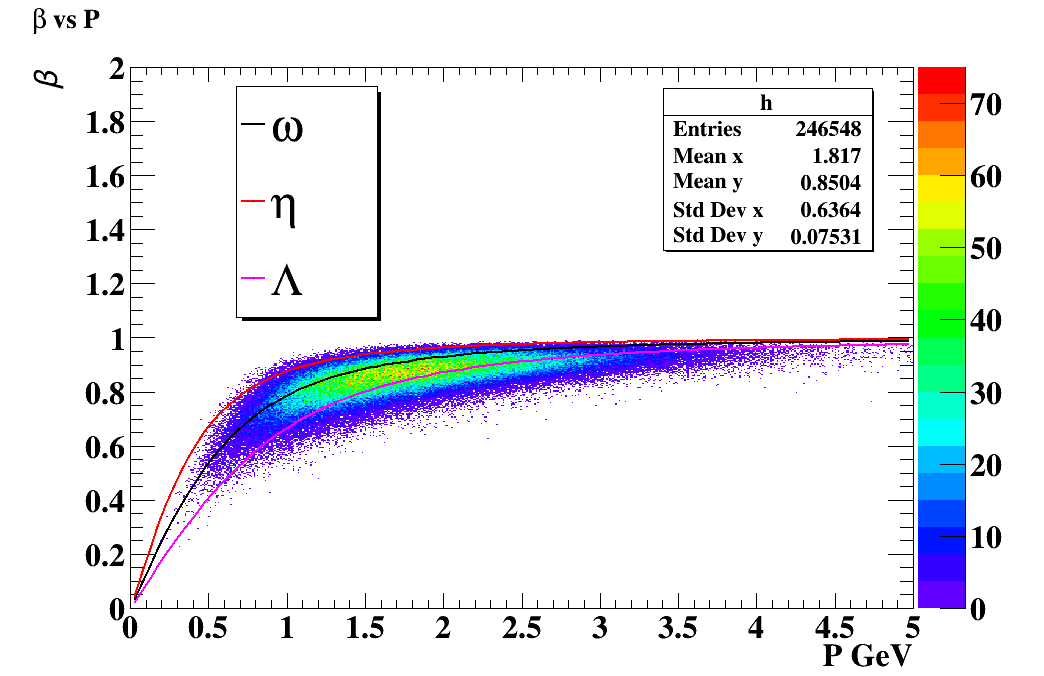 β vs P
β
2
1.8
1.6
1.4
1.2
1
0.8
0.6
0.4
0.2
0
ω
η
Λ
h
Entries 246548
Mean x 1.817
Mean y 0.8504
Std Dev x 0.6364
Std Dev y 0.07531
70
60
50
40
30
20
10
0
0 0.5 1 1.5 2 2.5 3 3.5 4 4.5 5
P GeV